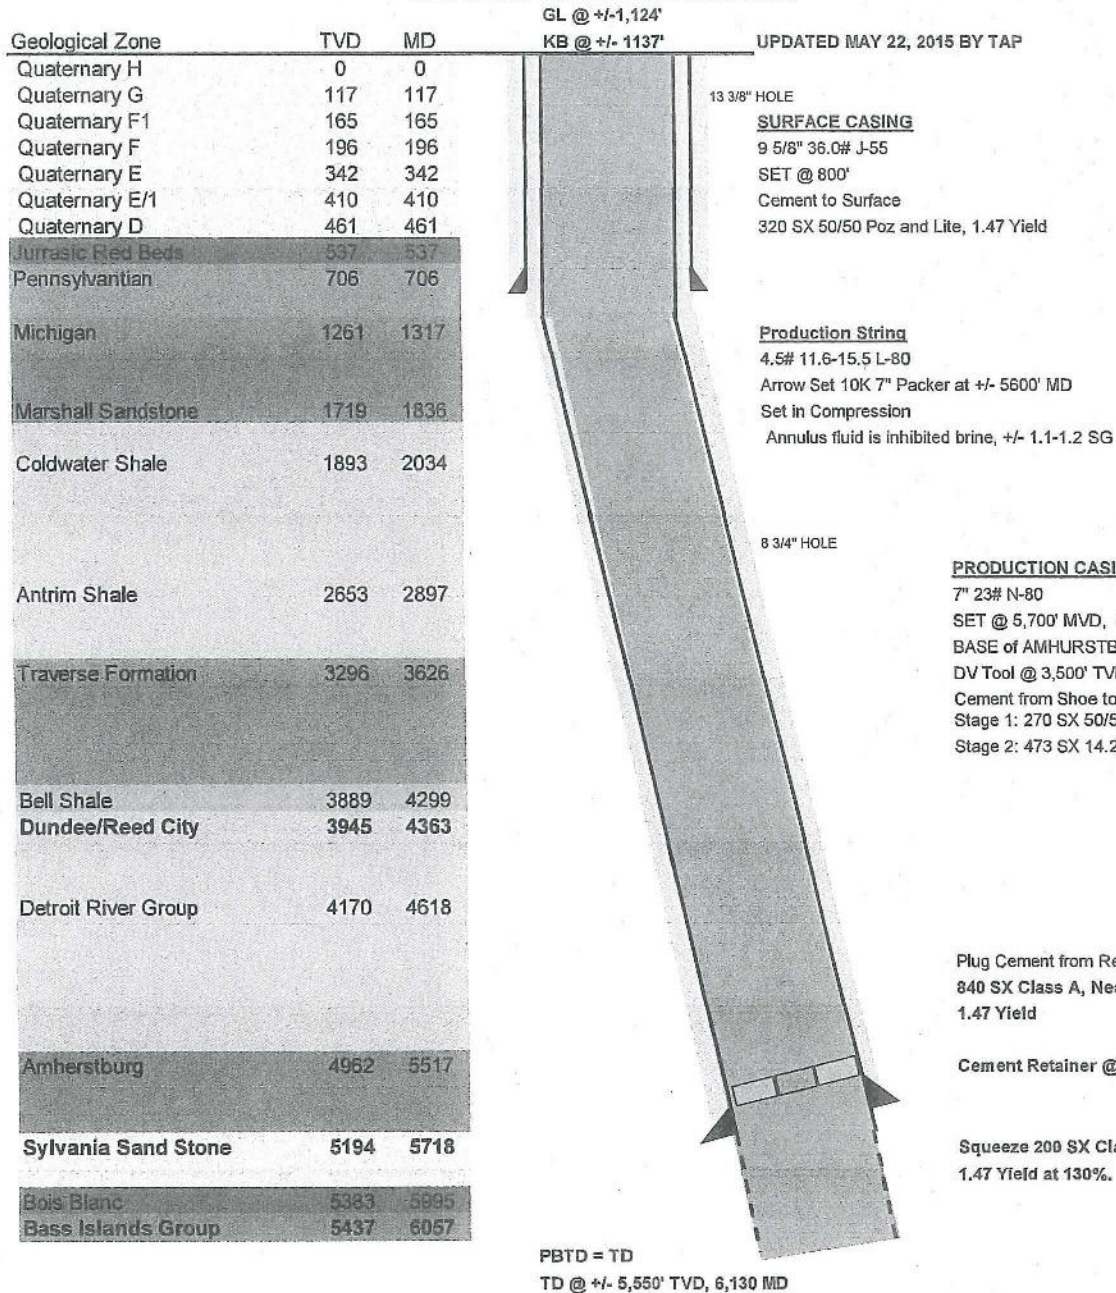 GL @ +/-1,124'
Geological Zone TVD MD KB @ +/- 1137' UPDATED MAY 22, 2015 BY TAP
Quaternary H 0 0
Quaternary G 117 117
Quaternary F1 165 165
Quaternary F 196 196
Quaternary E 342 342
Quaternary E/1 410 410
Quaternary D 461 461
Jurrasic Red Beds 537 537
Pennsylvantian 706 706
Michigan 1261 1317
Marshall Sandstone 1719 1836
Coldwater Shale 1893 2034
Antrim Shale 2653 2897
Traverse Formation 3296 3626
Bell Shale 3889 4299
Dundee/Reed City 3945 4363
Detroit River Group 4170 4618
Amherstburg 4962 5517
Sylvania Sand Stone 5194 5718
Bois Blanc 5383 5995
Bass Islands Group 5437 6057
13 3/8" HOLE
SURFACE CASING
9 5/8" 36.0# J-55
SET @ 800'
Cement to Surface
320 SX 50/50 Poz and Lite, 1.47 Yield
Production String
4.5# 11.6-15.5 L-80
Arrow Set 10K 7" Packer at +/- 5600' MD
Set in Compression
Annulus fluid is inhibited brine, +/- 1.1-1.2 SG
8 3/4" HOLE
PRODUCTION CASI
7" 23# N-80
SET @ 5,700' MVD,
BASE of AMHURSTB
DV Tool @ 3,500' TV
Cement from Shoe to
Stage 1: 270 SX 50/5
Stage 2: 473 SX 14.2
Plug Cement from Re
840 SX Class A, Nea
1.47 Yield
Cement Retainer @
Squeeze 200 SX Cla
1.47 Yield at 130%.
PBTD = TD
TD @ +/- 5,550' TVD, 6,130 MD